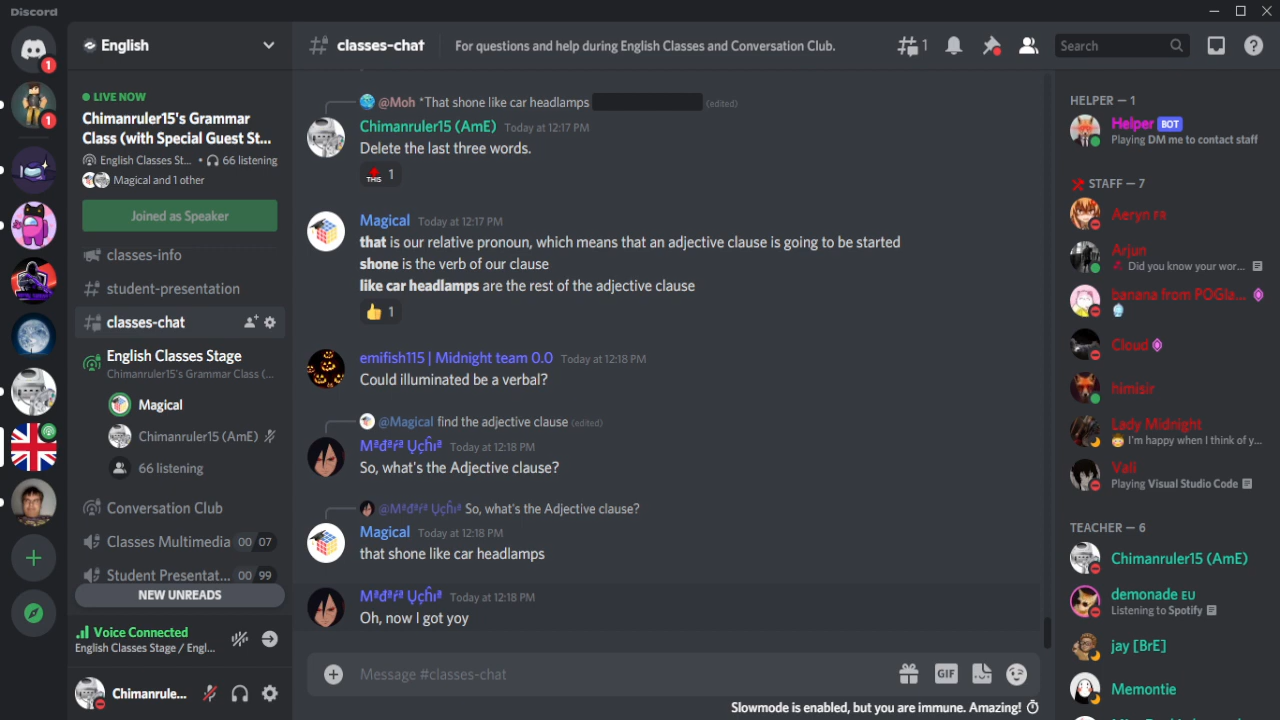 Discord
1
1
English
LIVE NOW
Chimanruler15's Grammar
Class (with Special Guest St...
English Classes St... • 66 listening
Magical and 1 other
Joined as Speaker
classes-info
student-presentation
classes-chat
English Classes Stage
Chimanruler15's Grammar Class (...
Magical
Chimanruler15 (AmE)
66 listening
Conversation Club
Classes Multimedia 00 07
Student Presentat... 00 99
NEW UNREADS
Voice Connected
English Classes Stage / Engl...
Chimanrule...
classes-chat
For questions and help during English Classes and Conversation Club.
1
Search
@Moh *That shone like car headlamps (edited)
Chimanruler15 (AmE) Today at 12:17 PM
Delete the last three words.
THIS 1
Magical Today at 12:17 PM
that is our relative pronoun, which means that an adjective clause is going to be started
shone is the verb of our clause
like car headlamps are the rest of the adjective clause
1
emifish115 | Midnight team 0.0 Today at 12:18 PM
Could illuminated be a verbal?
@Magical find the adjective clause (edited)
Today at 12:18 PM
So, what's the Adjective clause?
So, what's the Adjective clause?
Magical Today at 12:18 PM
that shone like car headlamps
Today at 12:18 PM
Oh, now I got yoy
Message #classes-chat
GIF
Slowmode is enabled, but you are immune. Amazing!
HELPER — 1
Helper BOT
Playing DM me to contact staff
STAFF — 7
Aeryn FR
Arjun
Did you know your wor...
banana from POGla...
Cloud
himisir
Lady Midnight
I'm happy when I think of y...
Vali
Playing Visual Studio Code
TEACHER — 6
Chimanruler15 (AmE)
demonade EU
Listening to Spotify
jay [BrE]
Memontie